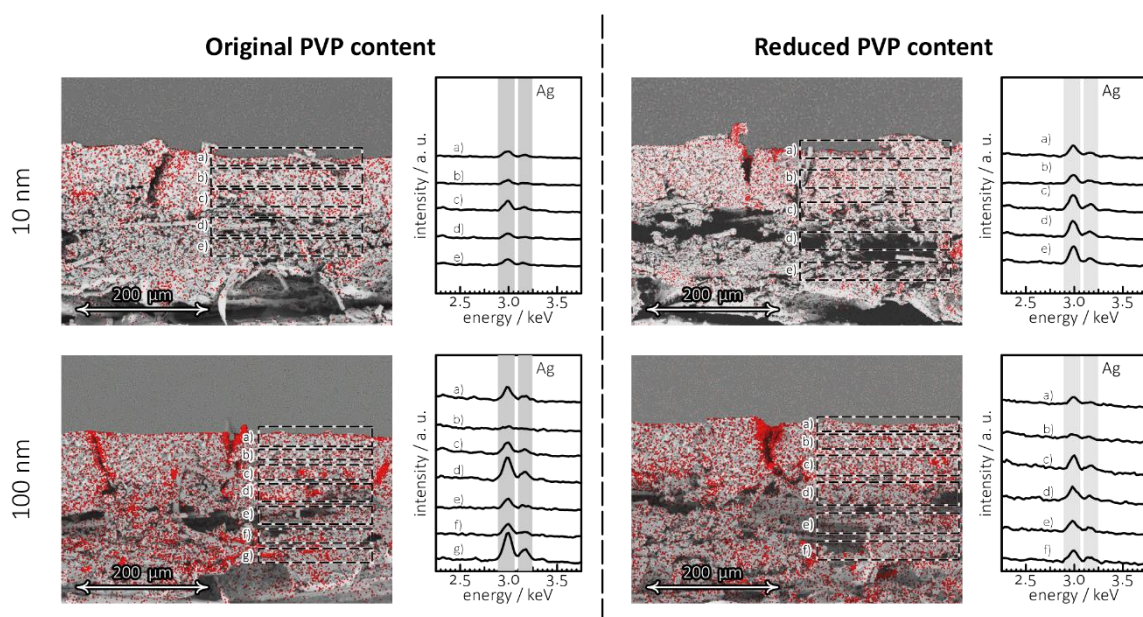 Original PVP content
Reduced PVP content
10 nm
a)
b)
c)
d)
e)
200 µm
Ag
a)
b)
c)
d)
e)
intensity / a. u.
2.5 3.0 3.5
energy / keV
a)
b)
c)
d)
e)
200 µm
Ag
a)
b)
c)
d)
e)
intensity / a. u.
2.5 3.0 3.5
energy / keV
100 nm
a)
b)
c)
d)
e)
f)
g)
200 µm
Ag
a)
b)
c)
d)
e)
f)
g)
intensity / a. u.
2.5 3.0 3.5
energy / keV
a)
b)
c)
d)
e)
f)
200 µm
Ag
a)
b)
c)
d)
e)
f)
intensity / a. u.
2.5 3.0 3.5
energy / keV